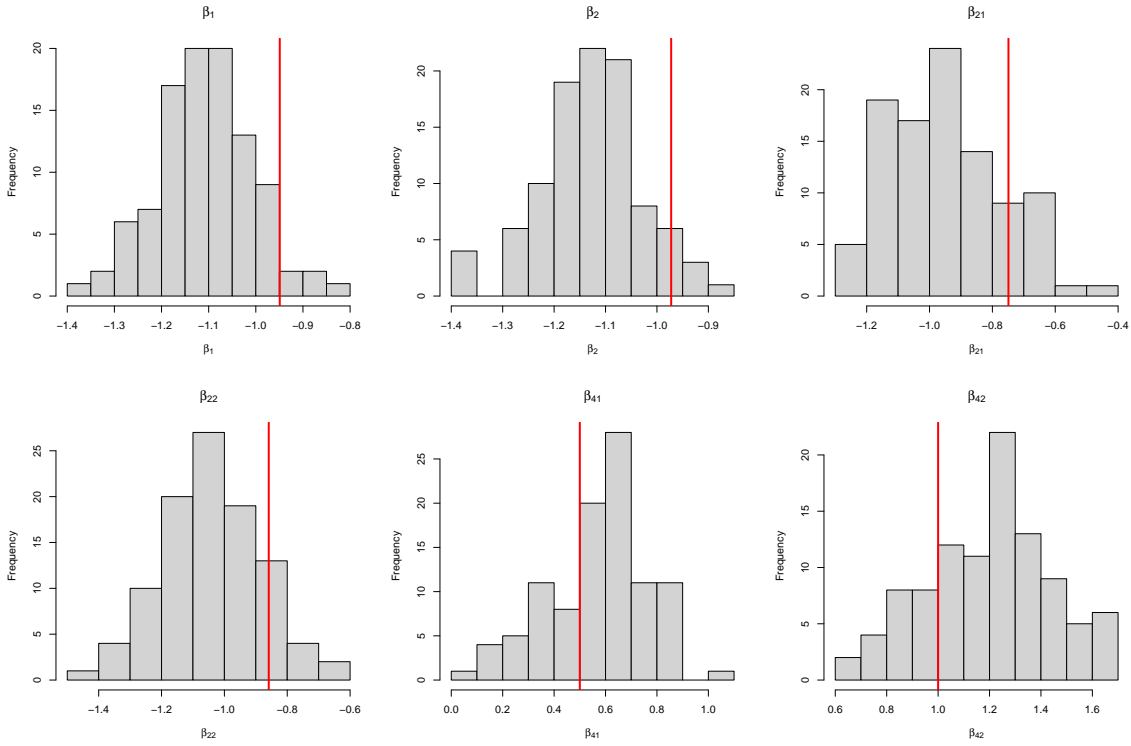 β₁
Frequency
0
5
10
15
20
−1.4 −1.3 −1.2 −1.1 −1.0 −0.9 −0.8
β₁
β₂
Frequency
0
5
10
15
20
−1.4 −1.3 −1.2 −1.1 −1.0 −0.9
β₂
β₂₁
Frequency
0
5
10
15
20
−1.2 −1.0 −0.8 −0.6 −0.4
β₂₁
β₂₂
Frequency
0
5
10
15
20
25
−1.4 −1.2 −1.0 −0.8 −0.6
β₂₂
β₄₁
Frequency
0
5
10
15
20
25
0.0 0.2 0.4 0.6 0.8 1.0
β₄₁
β₄₂
Frequency
0
5
10
15
20
0.6 0.8 1.0 1.2 1.4 1.6
β₄₂